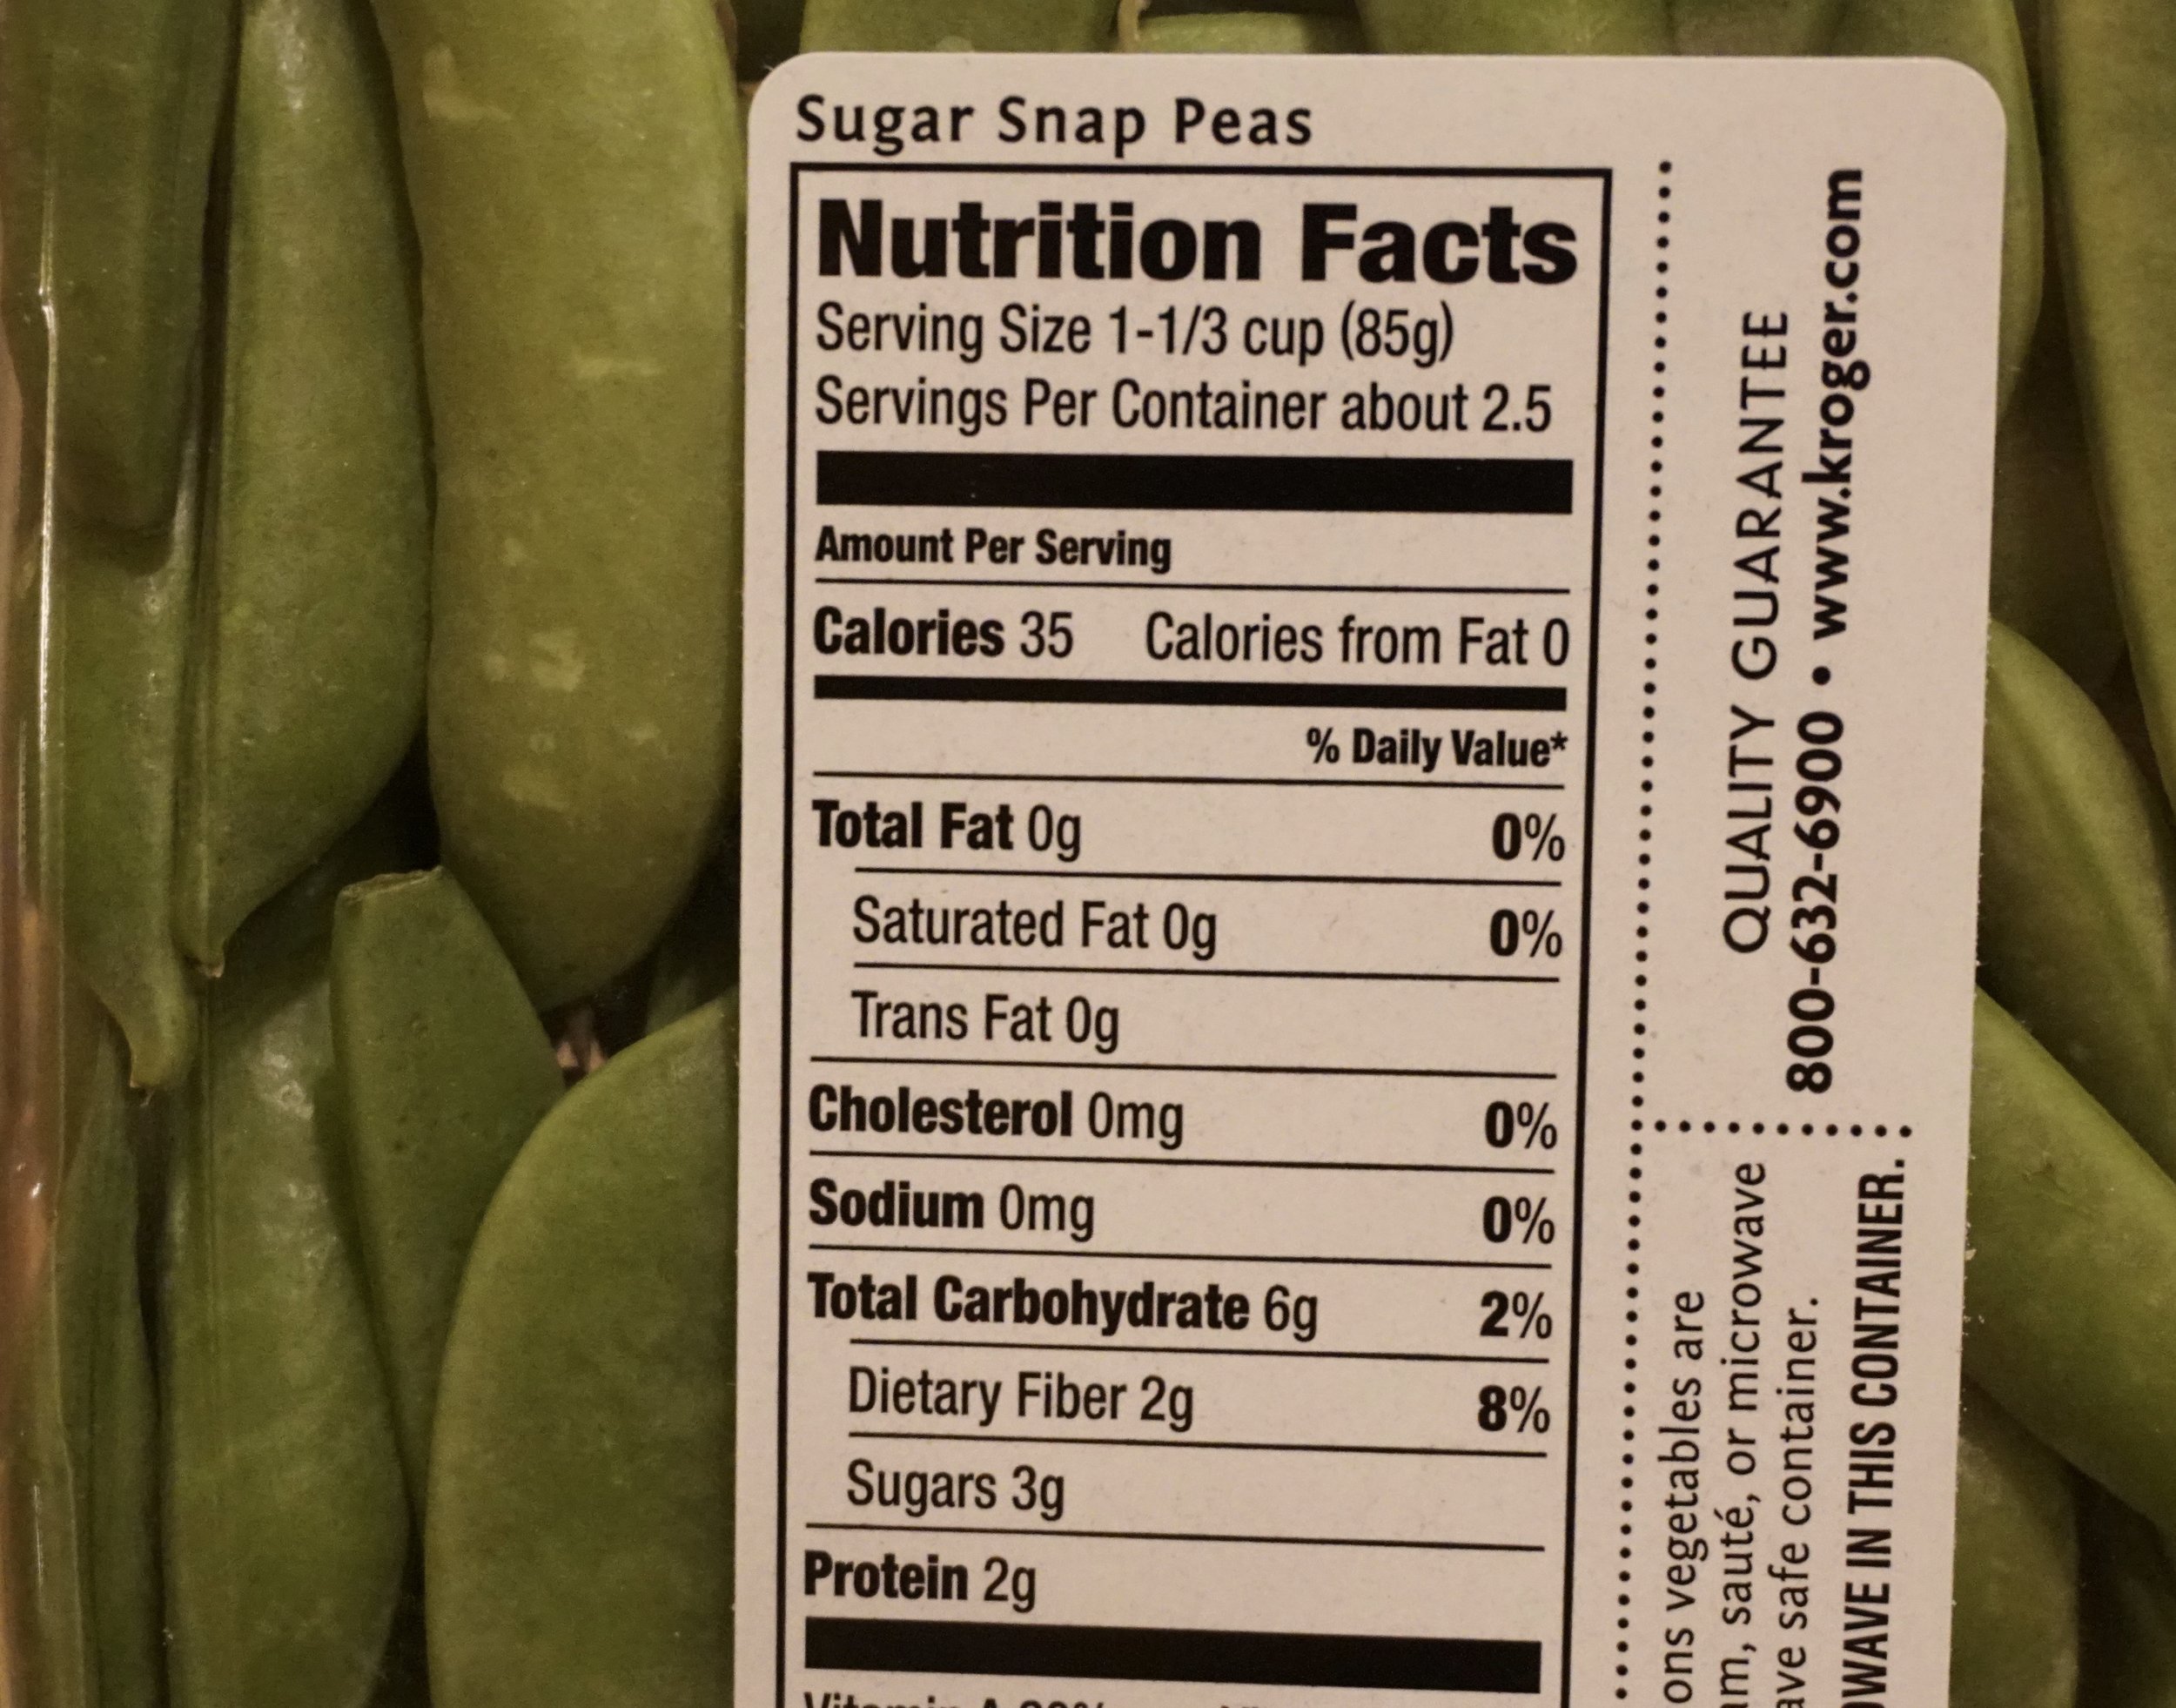 Sugar Snap Peas
Nutrition Facts
Serving Size 1-1/3 cup (85g)
Servings Per Container about 2.5
Amount Per Serving
Calories 35 Calories from Fat 0
% Daily Value*
Total Fat 0g 0%
Saturated Fat 0g 0%
Trans Fat 0g
Cholesterol 0mg 0%
Sodium 0mg 0%
Total Carbohydrate 6g 2%
Dietary Fiber 2g 8%
Sugars 3g
Protein 2g
QUALITY GUARANTEE
800-632-6900 • www.kroger.com
vegetables are
sauté, or microwave
safe container.
IN THIS CONTAINER.